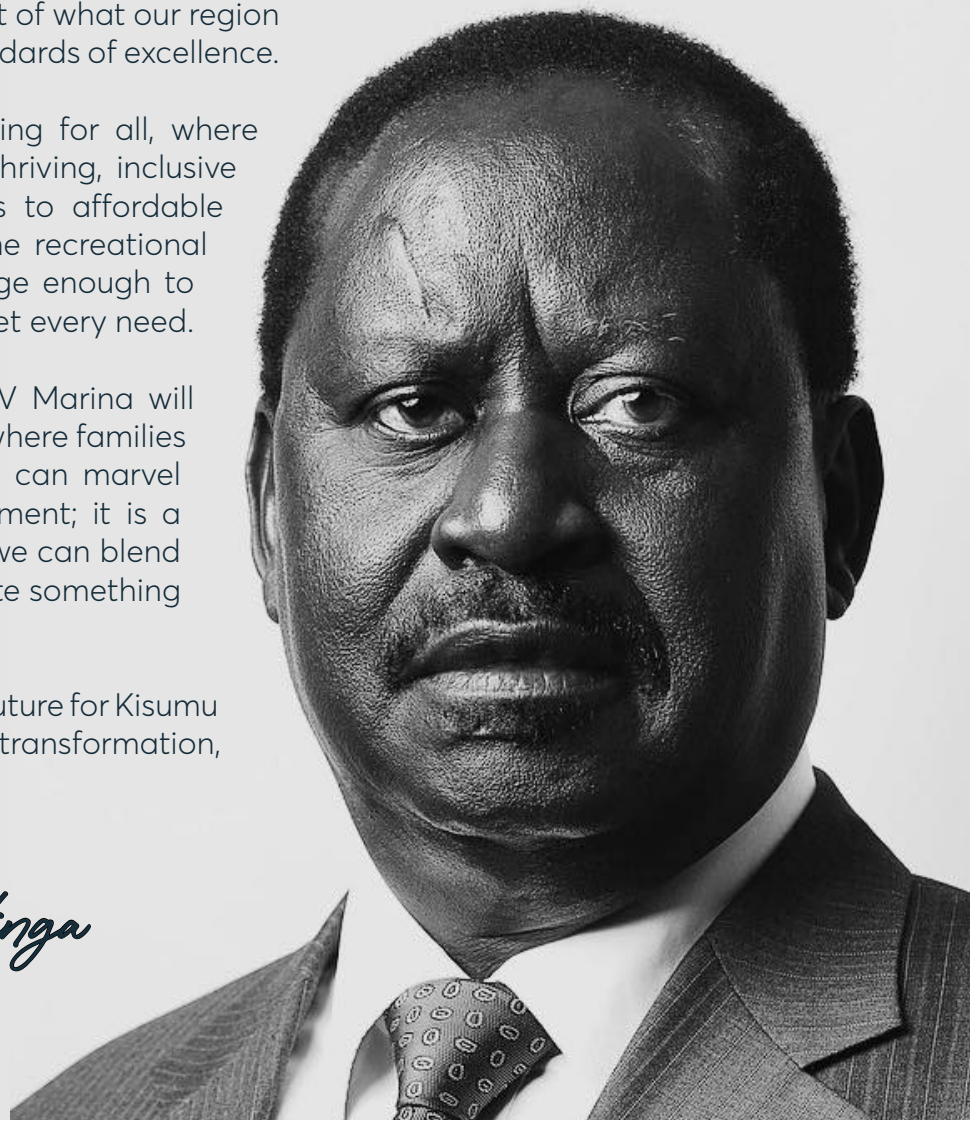 t of what our region
dards of excellence.
ing for all, where
hriving, inclusive
s to affordable
ne recreational
ge enough to
et every need.
V Marina will
where families
can marvel
ment; it is a
we can blend
te something
uture for Kisumu
transformation,
inga